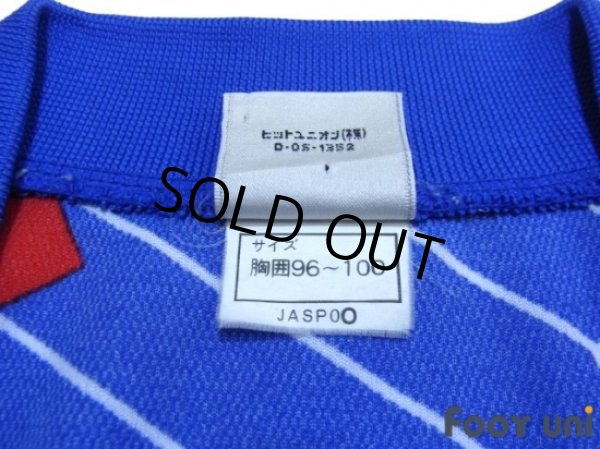 ヒットユニオン(株)
D-OS-1352
SOLD OUT
サイズ
胸囲96~100
JASPO O
Foot uni